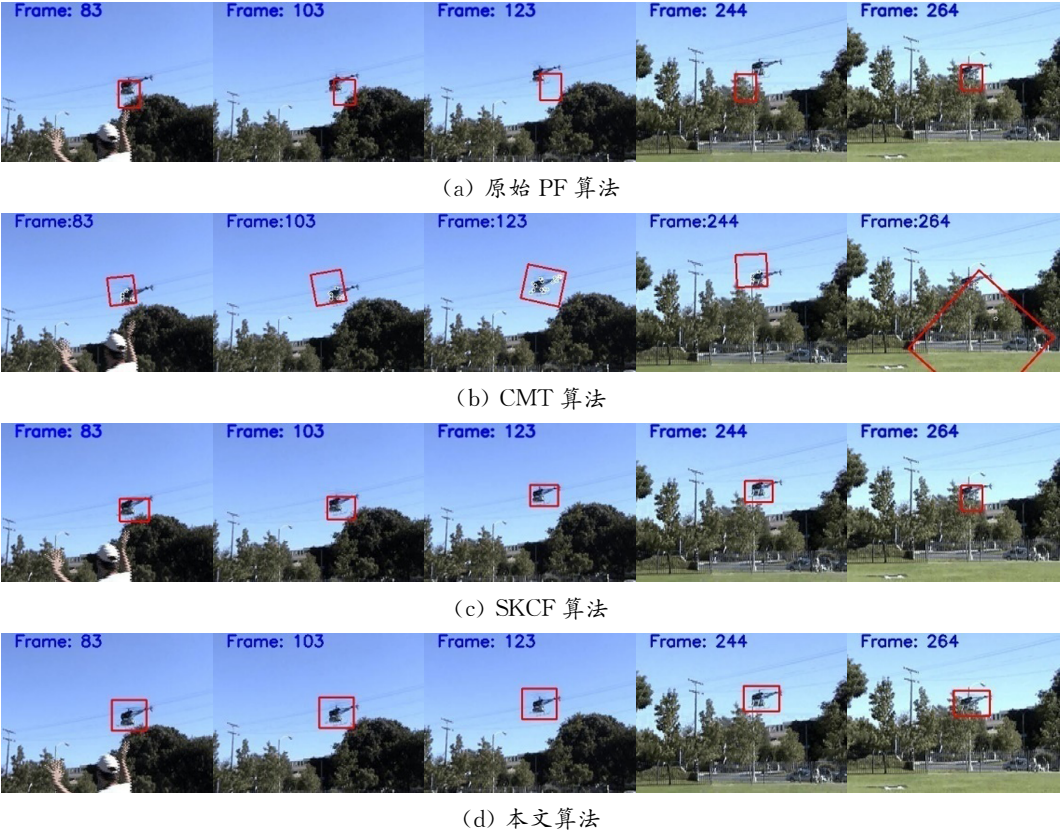 Frame: 83 Frame: 103 Frame: 123 Frame: 244 Frame: 264
(a) 原始 PF 算法
Frame:83 Frame:103 Frame:123 Frame:244 Frame:264
(b) CMT 算法
Frame: 83 Frame: 103 Frame: 123 Frame: 244 Frame: 264
(c) SKCF 算法
Frame: 83 Frame: 103 Frame: 123 Frame: 244 Frame: 264
(d) 本文算法